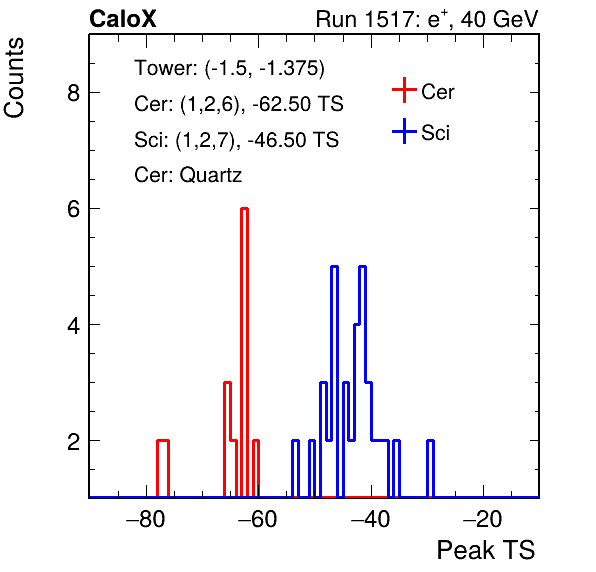 CaloX Run 1517: e⁺, 40 GeV
Counts
Tower: (-1.5, -1.375)
Cer: (1,2,6), -62.50 TS
Sci: (1,2,7), -46.50 TS
Cer: Quartz
Cer
Sci
8
6
4
2
−80 −60 −40 −20
Peak TS